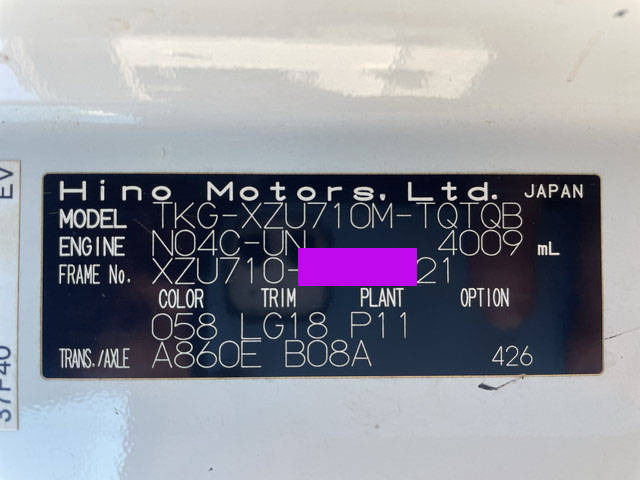 Hino Motors, Ltd. JAPAN
MODEL TKG-XZU710M-TQTQB
ENGINE N04C-UN 4009 mL
FRAME No. XZU710- 21
COLOR TRIM PLANT OPTION
058 LG18 P11
TRANS./AXLE A860E B08A 426
EV